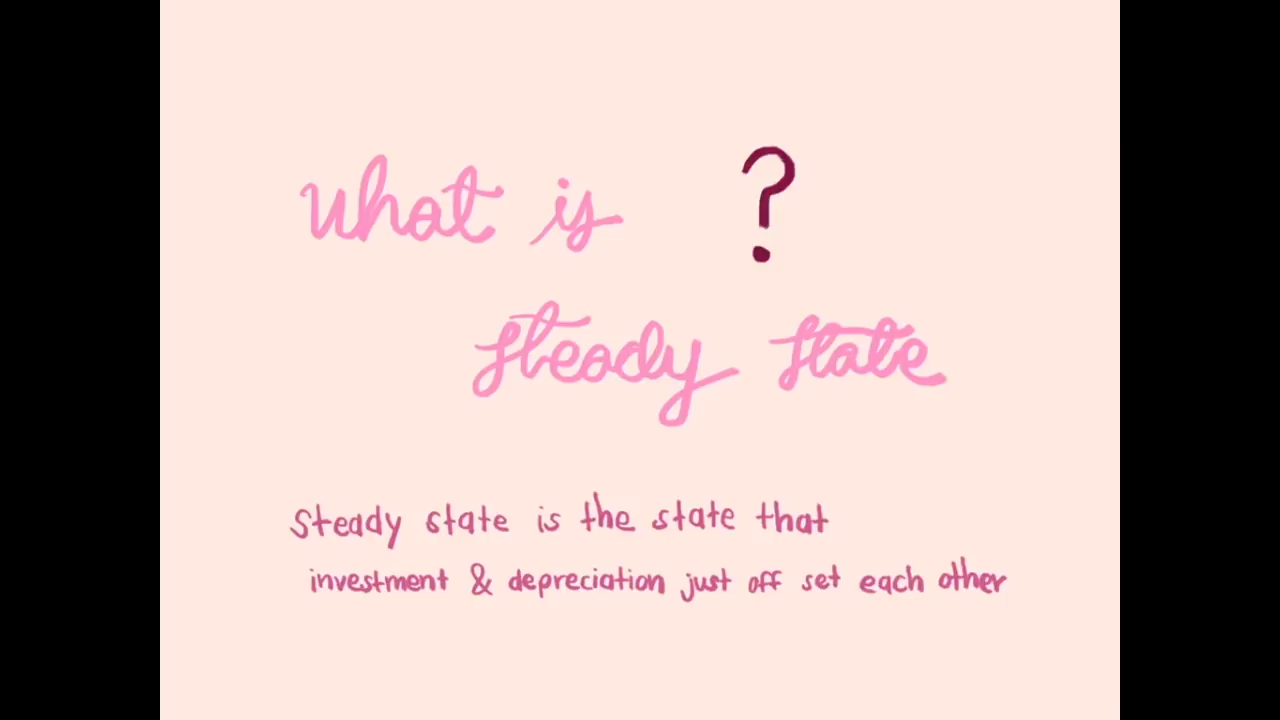 What is ?
Steady State
Steady state is the state that
investment & depreciation just off set each other